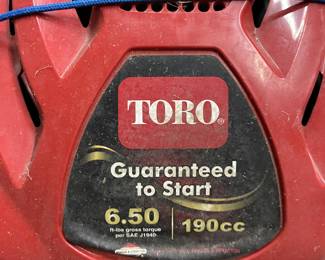 TORO®
Guaranteed
to Start
6.50
ft-lbs gross torque
per SAE J1940
190cc